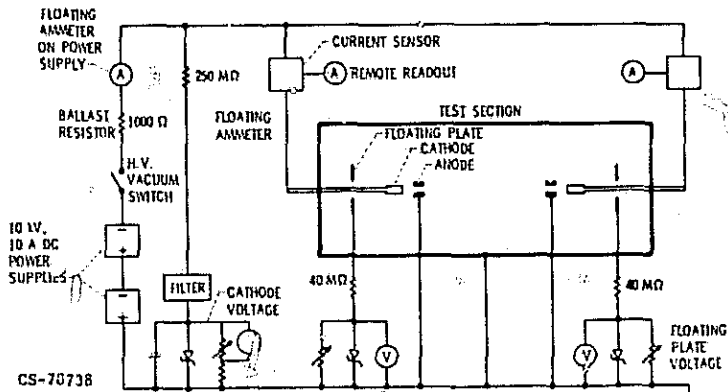 FLOATING
AMMETER
ON POWER
SUPPLY
A
250 MΩ
CURRENT SENSOR
A
REMOTE READOUT
A
BALLAST
RESISTOR
1000 Ω
FLOATING
AMMETER
TEST SECTION
FLOATING PLATE
CATHODE
ANODE
H.V.
VACUUM
SWITCH
10 kV,
10 A DC
POWER
SUPPLIES
FILTER
CATHODE
VOLTAGE
40 MΩ
40 MΩ
V
V
FLOATING
PLATE
VOLTAGE
CS-70738